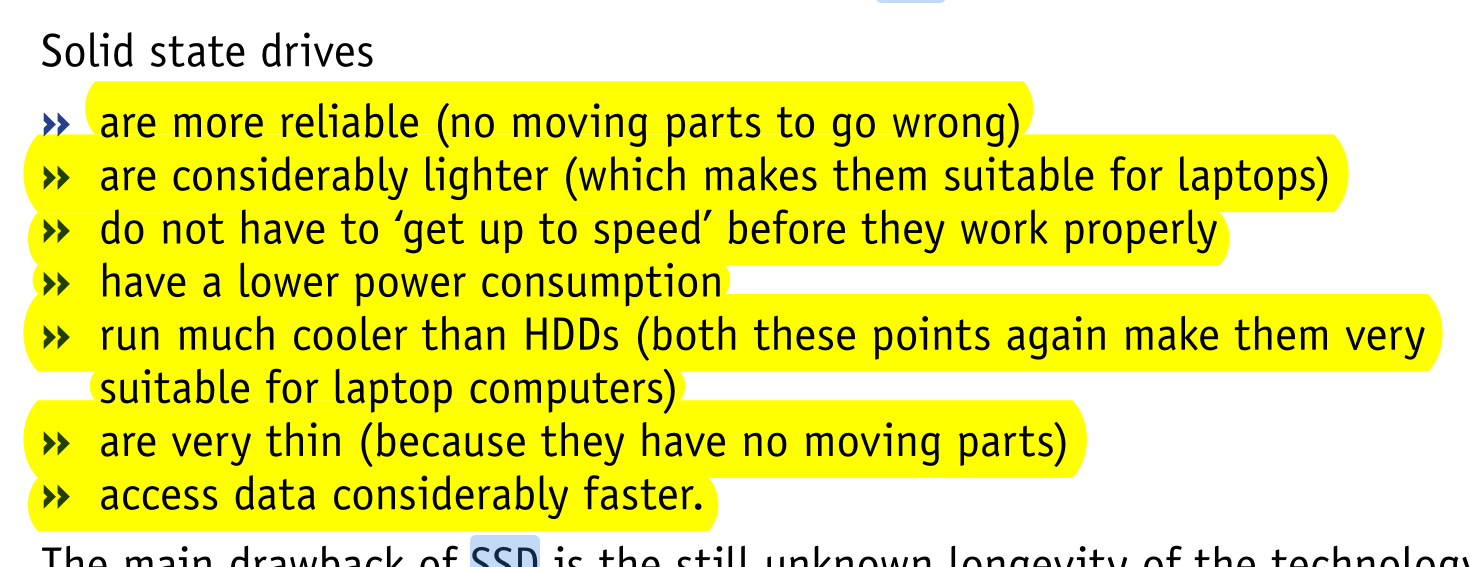 Solid state drives
» are more reliable (no moving parts to go wrong)
» are considerably lighter (which makes them suitable for laptops)
» do not have to ‘get up to speed’ before they work properly
» have a lower power consumption
» run much cooler than HDDs (both these points again make them very
suitable for laptop computers)
» are very thin (because they have no moving parts)
» access data considerably faster.
The main drawback of SSD is the still unknown longevity of the technology